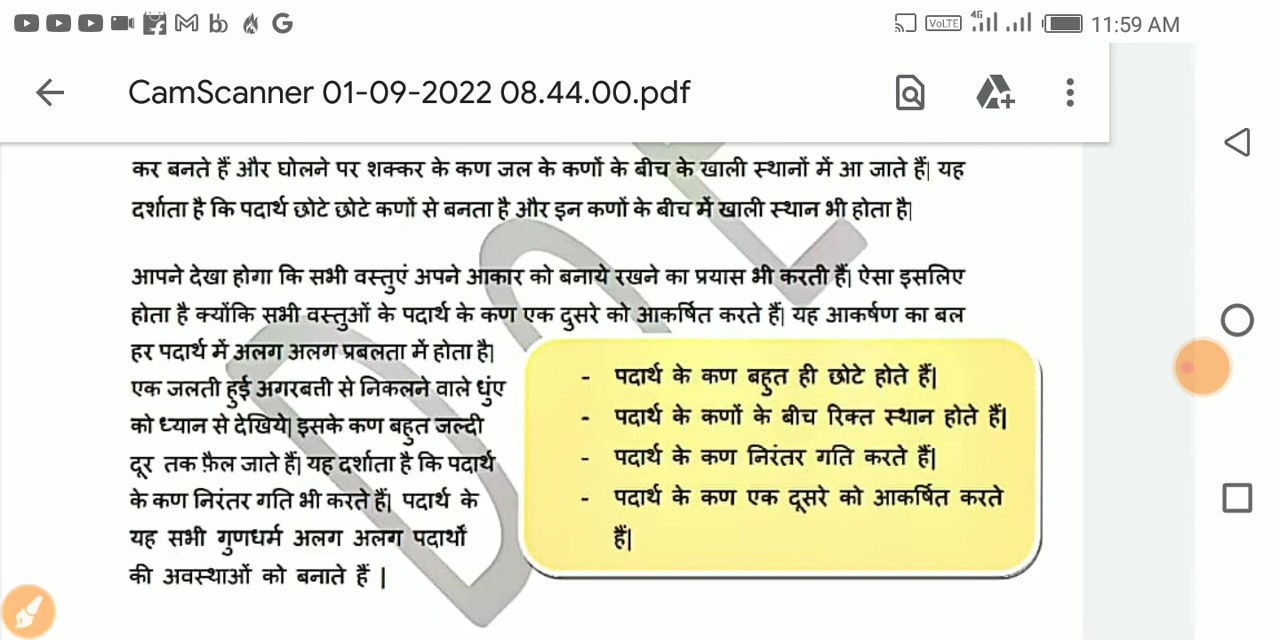 VoLTE 4G 11:59 AM
CamScanner 01-09-2022 08.44.00.pdf
कर बनते हैं और घोलने पर शक्कर के कण जल के कणों के बीच के खाली स्थानों में आ जाते हैं| यह
दर्शाता है कि पदार्थ छोटे छोटे कणों से बनता है और इन कणों के बीच में खाली स्थान भी होता है|
आपने देखा होगा कि सभी वस्तुएं अपने आकार को बनाये रखने का प्रयास भी करती हैं| ऐसा इसलिए
होता है क्योंकि सभी वस्तुओं के पदार्थ के कण एक दुसरे को आकर्षित करते हैं| यह आकर्षण का बल
हर पदार्थ में अलग अलग प्रबलता में होता है|
एक जलती हुई अगरबती से निकलने वाले धुंए
को ध्यान से देखिये| इसके कण बहुत जल्दी
दूर तक फ़ैल जाते हैं| यह दर्शाता है कि पदार्थ
के कण निरंतर गति भी करते हैं| पदार्थ के
यह सभी गुणधर्म अलग अलग पदार्थों
की अवस्थाओं को बनाते हैं |
- पदार्थ के कण बहुत ही छोटे होते हैं|
- पदार्थ के कणों के बीच रिक्त स्थान होते हैं|
- पदार्थ के कण निरंतर गति करते हैं|
- पदार्थ के कण एक दूसरे को आकर्षित करते
हैं|